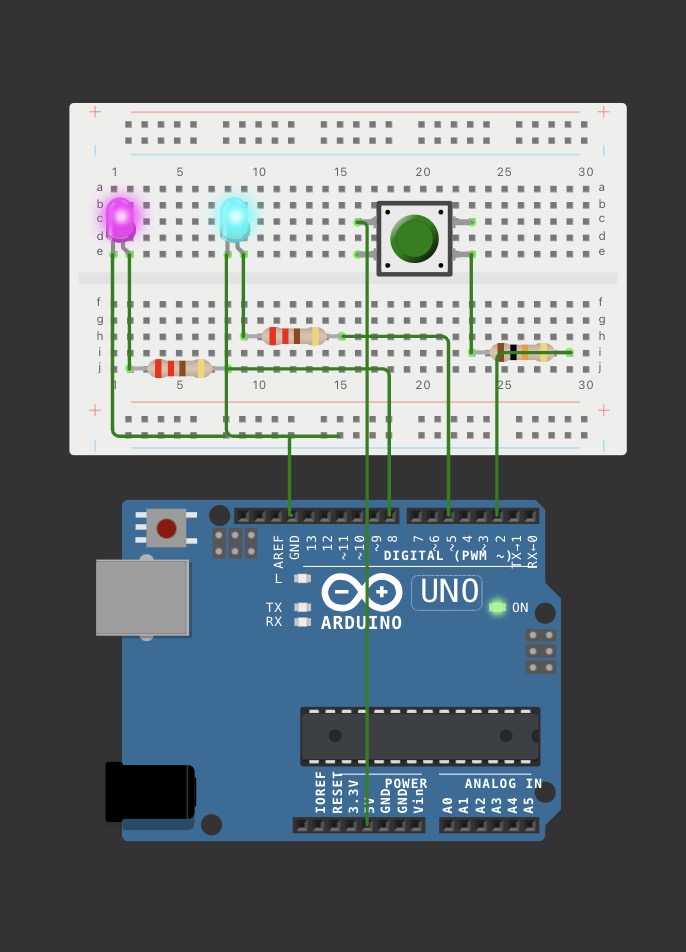 + +
| |
1 5 10 15 20 25 30
a a
b b
c c
d d
e e
f f
g g
h h
i i
j j
1 5 10 15 20 25 30
+ +
| |
AREF GND 13 12 ~11 ~10 ~9 8 7 ~6 ~5 4 ~3 2 TX→1 RX←0
DIGITAL (PWM ~)
L
TX
RX
UNO
ON
ARDUINO
POWER
ANALOG IN
IOREF RESET 3.3V 5V GND GND Vin A0 A1 A2 A3 A4 A5